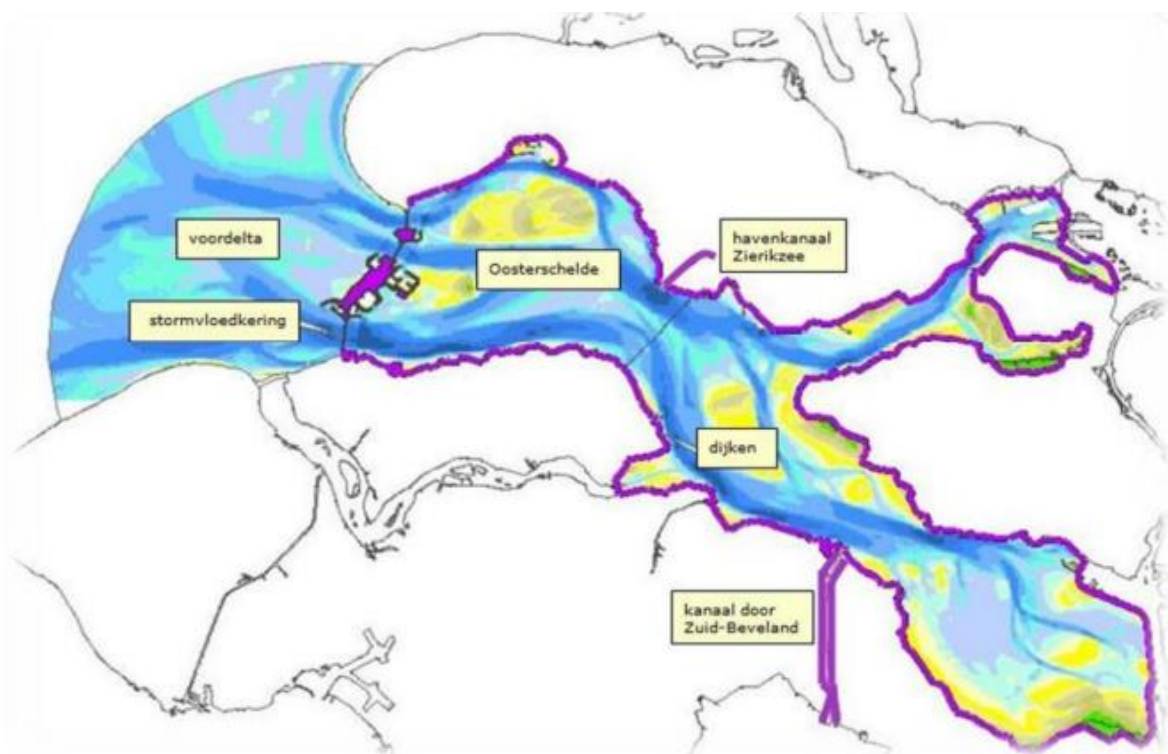 voordelta
havenkanaal
Zierikzee
Oosterschelde
stormvloedkering
dijken
kanaal door
Zuid-Beveland